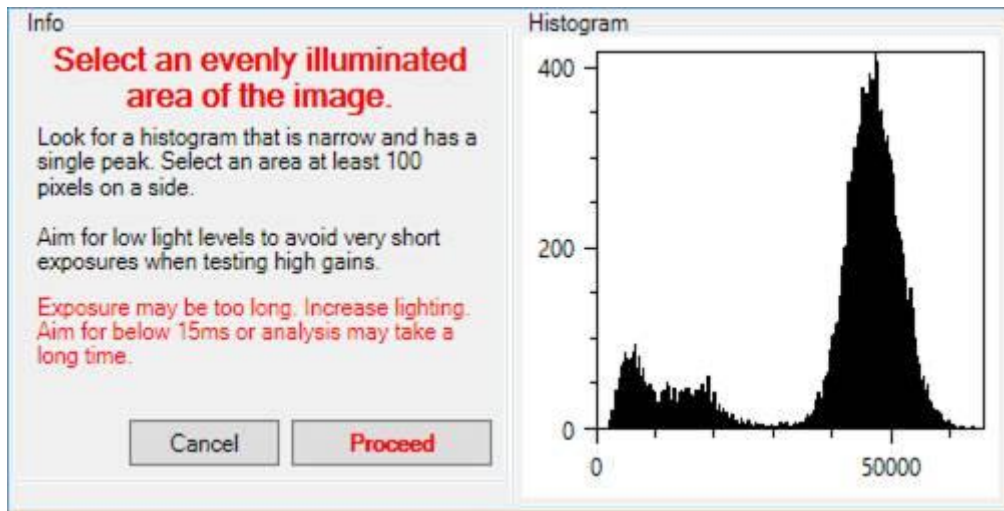 Info
Select an evenly illuminated
area of the image.
Look for a histogram that is narrow and has a
single peak. Select an area at least 100
pixels on a side.
Aim for low light levels to avoid very short
exposures when testing high gains.
Exposure may be too long. Increase lighting.
Aim for below 15ms or analysis may take a
long time.
Cancel
Proceed
Histogram
400
200
0
0
50000